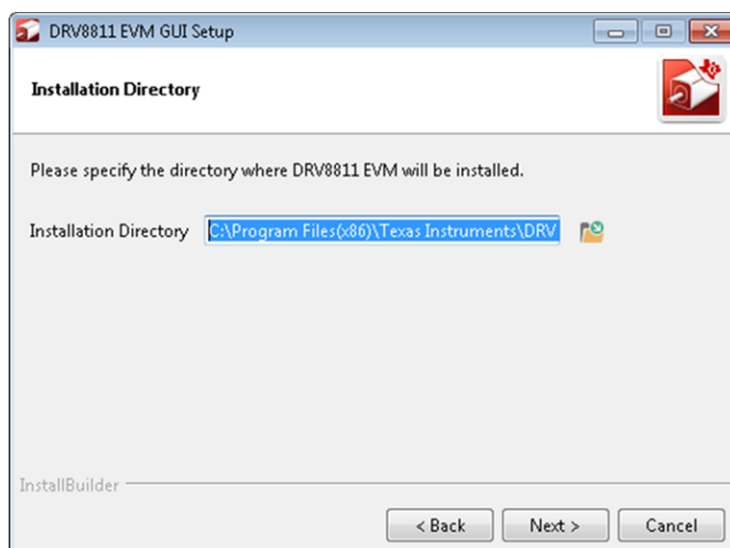 DRV8811 EVM GUI Setup
Installation Directory
Please specify the directory where DRV8811 EVM will be installed.
Installation Directory C:\Program Files(x86)\Texas Instruments\DRV
InstallBuilder
< Back Next > Cancel